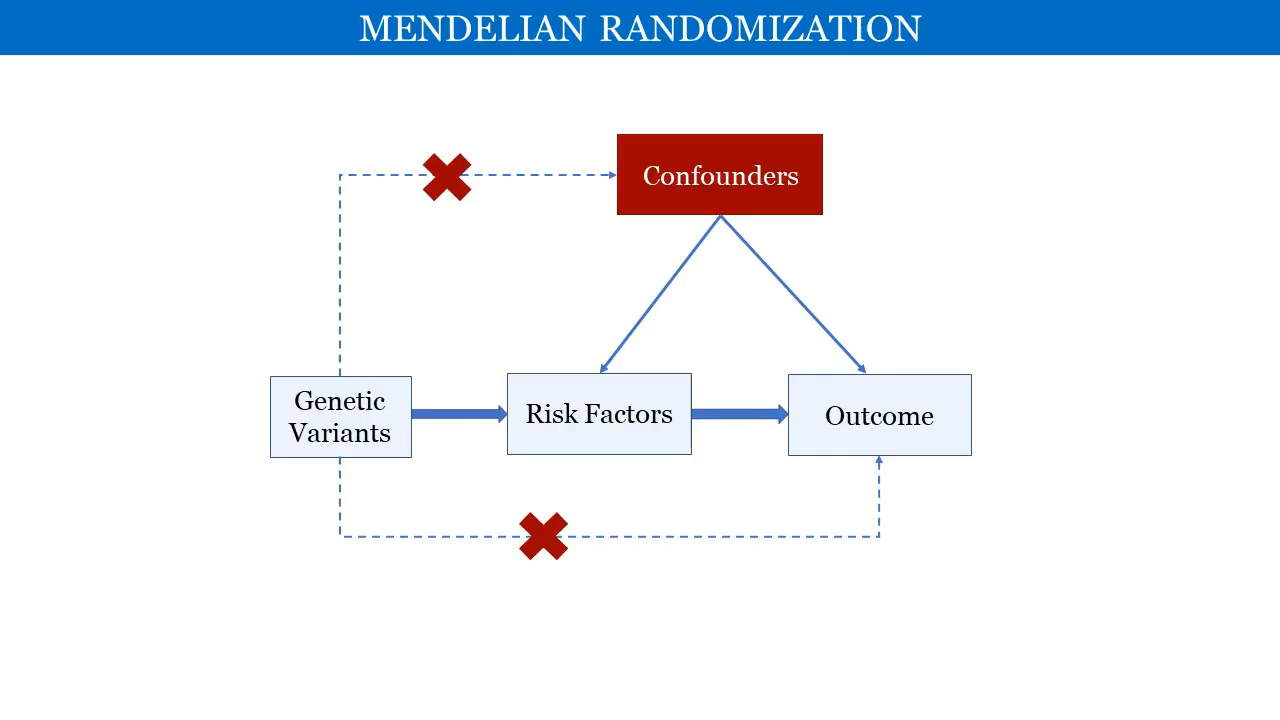 MENDELIAN RANDOMIZATION
Confounders
Genetic
Variants
Risk Factors
Outcome